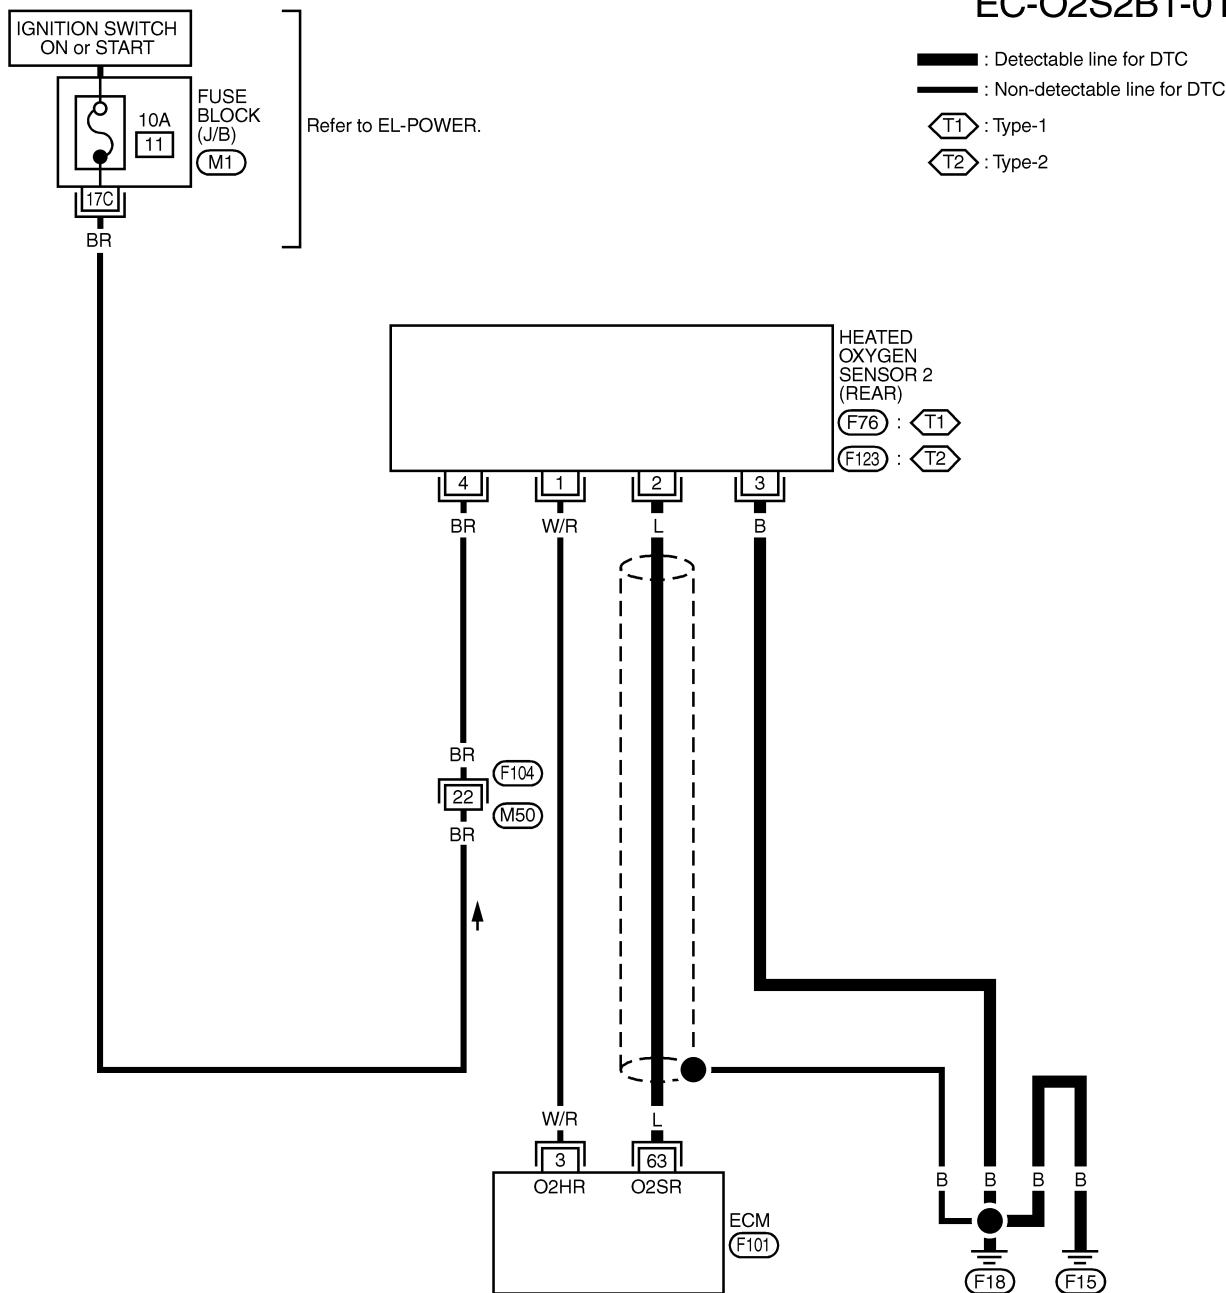 EC-O2S2B1-01
IGNITION SWITCH
ON or START
FUSE
BLOCK
(J/B)
M1
10A
11
17C
BR
Refer to EL-POWER.
: Detectable line for DTC
: Non-detectable line for DTC
T1 : Type-1
T2 : Type-2
HEATED
OXYGEN
SENSOR 2
(REAR)
F76 : T1
F123 : T2
4 1 2 3
BR W/R L B
BR
F104
22
M50
BR
W/R L
3 63
O2HR O2SR
ECM
F101
B B B B
F18 F15